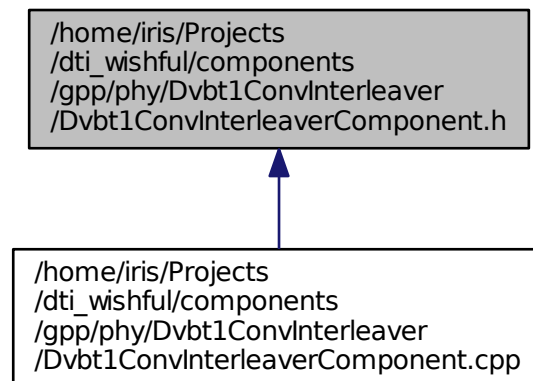 /home/iris/Projects
/dti_wishful/components
/gpp/phy/Dvbt1ConvInterleaver
/Dvbt1ConvInterleaverComponent.h
/home/iris/Projects
/dti_wishful/components
/gpp/phy/Dvbt1ConvInterleaver
/Dvbt1ConvInterleaverComponent.cpp